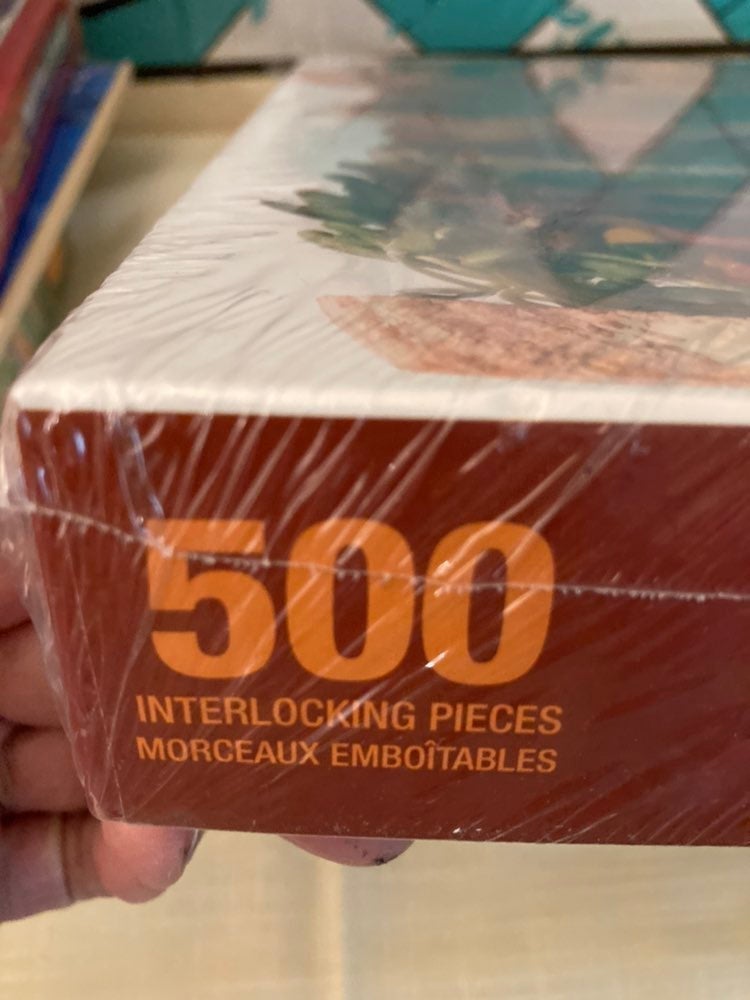 500
INTERLOCKING PIECES
MORCEAUX EMBOÎTABLES